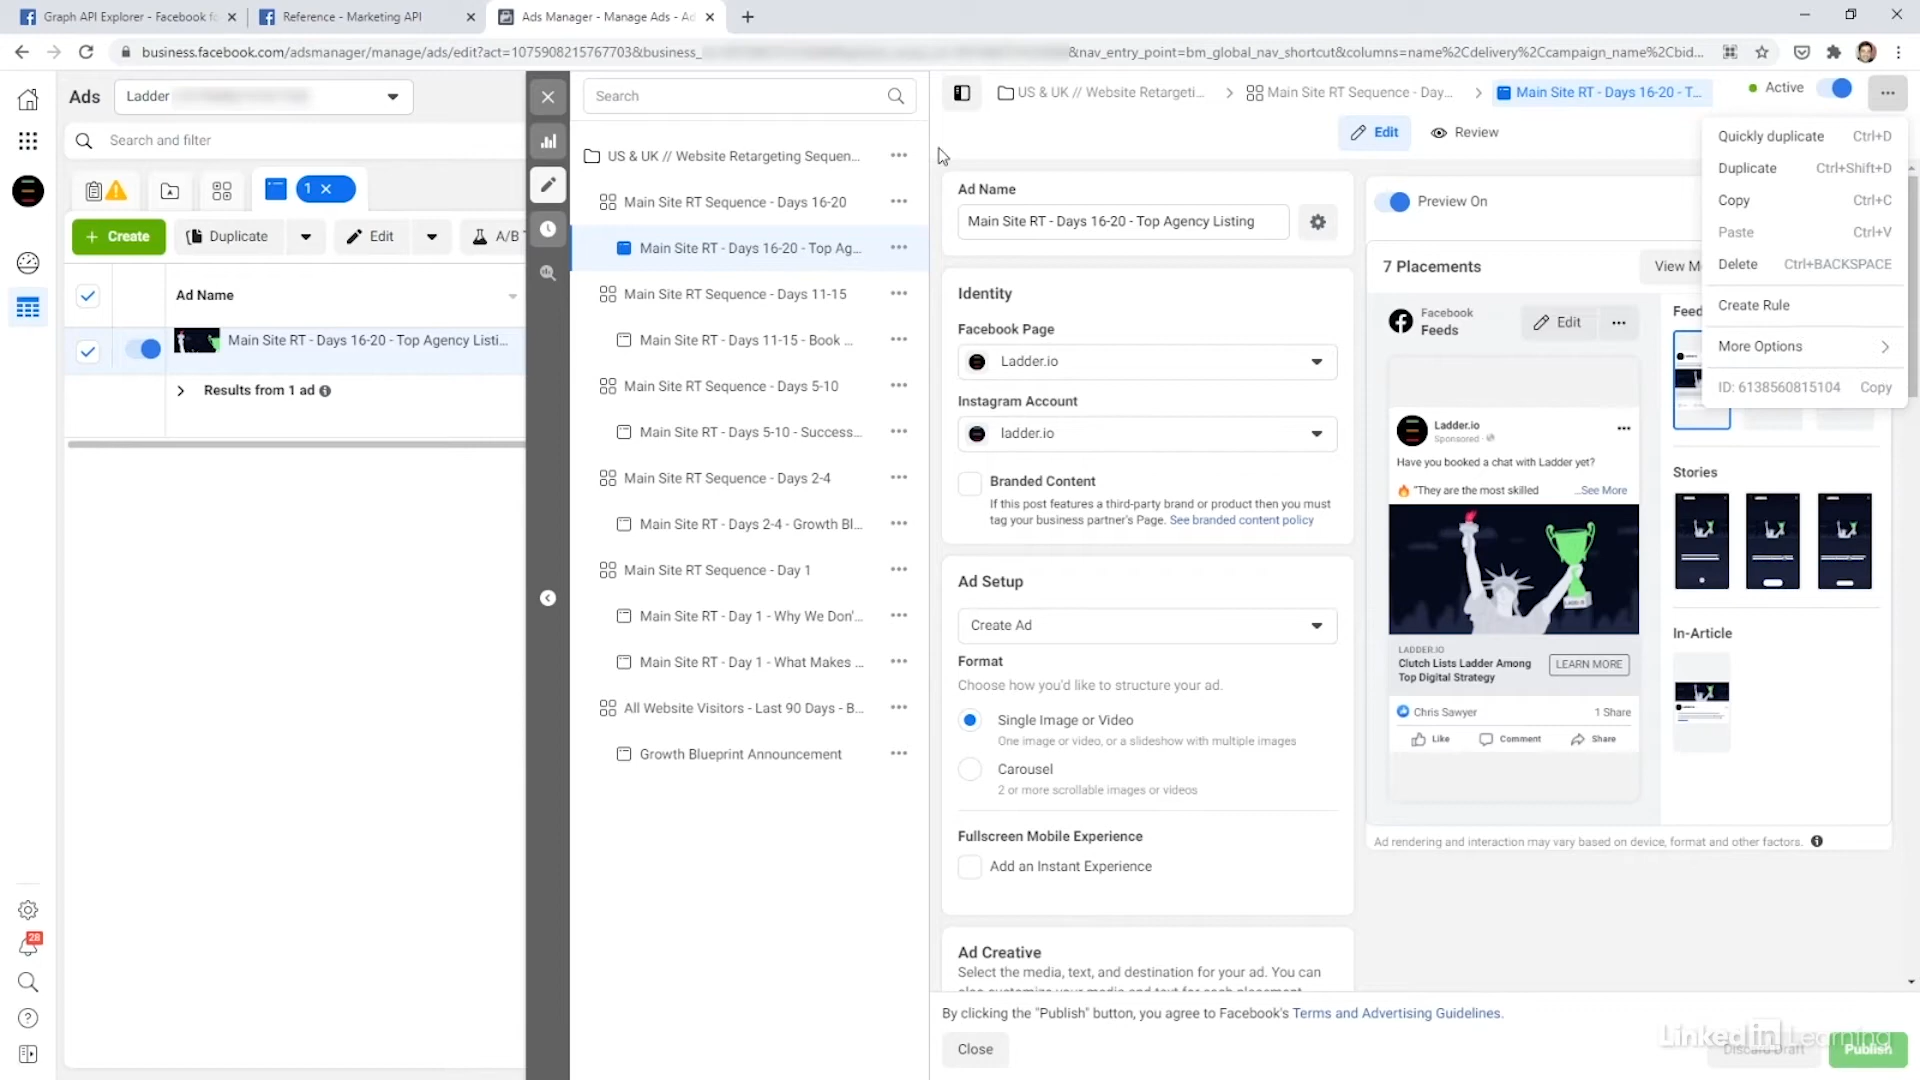 Graph API Explorer - Facebook fo
Reference - Marketing API
Ads Manager - Manage Ads - Ad
business.facebook.com/adsmanager/manage/ads/edit?act=1075908215767703&business_
&nav_entry_point=bm_global_nav_shortcut&columns=name%2Cdelivery%2Ccampaign_name%2Cbid...
Ads
Ladder
Search and filter
1
Create
Duplicate
Edit
A/B T
Ad Name
Main Site RT - Days 16-20 - Top Agency Listi...
Results from 1 ad
28
Search
US & UK // Website Retargeting Sequen...
Main Site RT Sequence - Days 16-20
Main Site RT - Days 16-20 - Top Ag...
Main Site RT Sequence - Days 11-15
Main Site RT - Days 11-15 - Book ...
Main Site RT Sequence - Days 5-10
Main Site RT - Days 5-10 - Success...
Main Site RT Sequence - Days 2-4
Main Site RT - Days 2-4 - Growth Bl...
Main Site RT Sequence - Day 1
Main Site RT - Day 1 - Why We Don'...
Main Site RT - Day 1 - What Makes ...
All Website Visitors - Last 90 Days - B...
Growth Blueprint Announcement
US & UK // Website Retargeti...
Main Site RT Sequence - Day...
Main Site RT - Days 16-20 - T...
Active
Edit
Review
Ad Name
Main Site RT - Days 16-20 - Top Agency Listing
Identity
Facebook Page
Ladder.io
Instagram Account
ladder.io
Branded Content
If this post features a third-party brand or product then you must
tag your business partner's Page. See branded content policy
Ad Setup
Create Ad
Format
Choose how you'd like to structure your ad.
Single Image or Video
One image or video, or a slideshow with multiple images
Carousel
2 or more scrollable images or videos
Fullscreen Mobile Experience
Add an Instant Experience
Ad Creative
Select the media, text, and destination for your ad. You can
also customize your media and text for each placement
By clicking the "Publish" button, you agree to Facebook's Terms and Advertising Guidelines.
Close
Discard Draft
Publish
Preview On
7 Placements
View M
Facebook
Feeds
Edit
Ladder.io
Sponsored
Have you booked a chat with Ladder yet?
"They are the most skilled
...See More
LADDER.IO
Clutch Lists Ladder Among
Top Digital Strategy
LEARN MORE
Chris Sawyer
1 Share
Like
Comment
Share
Ad rendering and interaction may vary based on device, format and other factors.
Feed
Stories
In-Article
Quickly duplicate Ctrl+D
Duplicate Ctrl+Shift+D
Copy Ctrl+C
Paste Ctrl+V
Delete Ctrl+BACKSPACE
Create Rule
More Options
ID: 6138560815104 Copy
LinkedIn Learning